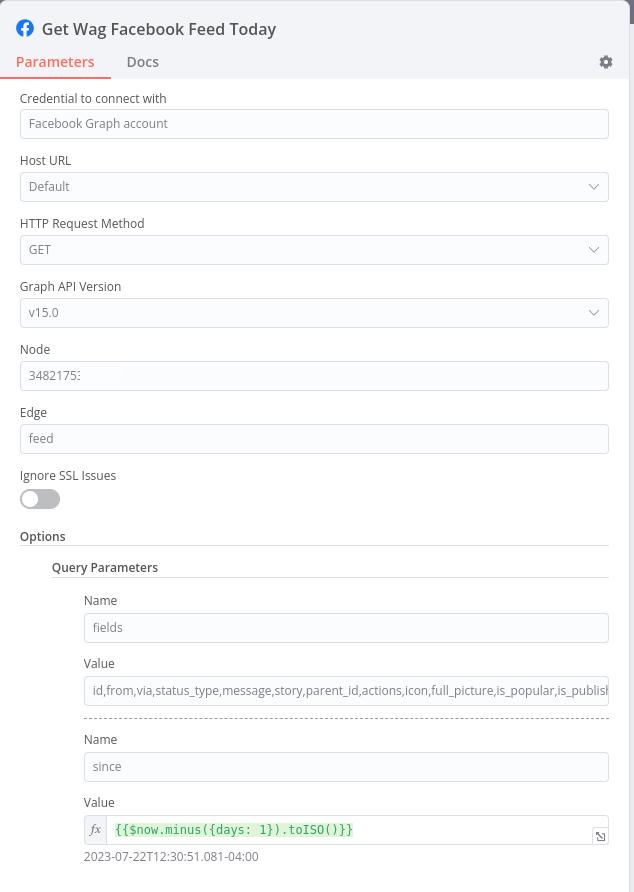 Get Wag Facebook Feed Today
Parameters Docs
Credential to connect with
Facebook Graph account
Host URL
Default
HTTP Request Method
GET
Graph API Version
v15.0
Node
3482175
Edge
feed
Ignore SSL Issues
Options
Query Parameters
Name
fields
Value
id,from,via,status_type,message,story,parent_id,actions,icon,full_picture,is_popular,is_publish
Name
since
Value
fx {{$now.minus({days: 1}).toISO()}}
2023-07-22T12:30:51.081-04:00